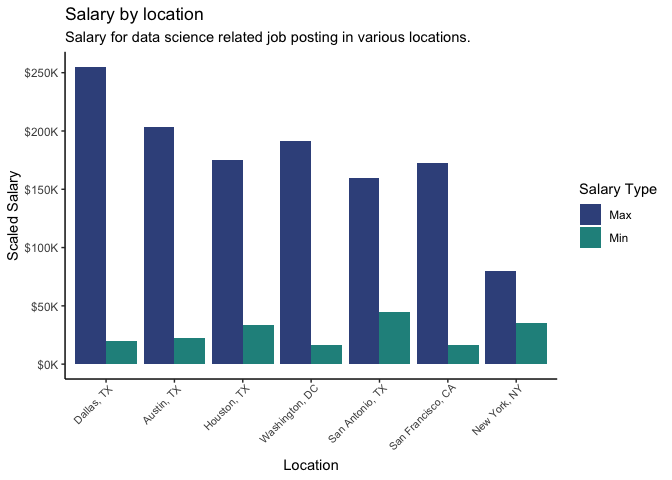 Salary by location
Salary for data science related job posting in various locations.
Scaled Salary
$250K
$200K
$150K
$100K
$50K
$0K
Dallas, TX
Austin, TX
Houston, TX
Washington, DC
San Antonio, TX
San Francisco, CA
New York, NY
Location
Salary Type
Max
Min